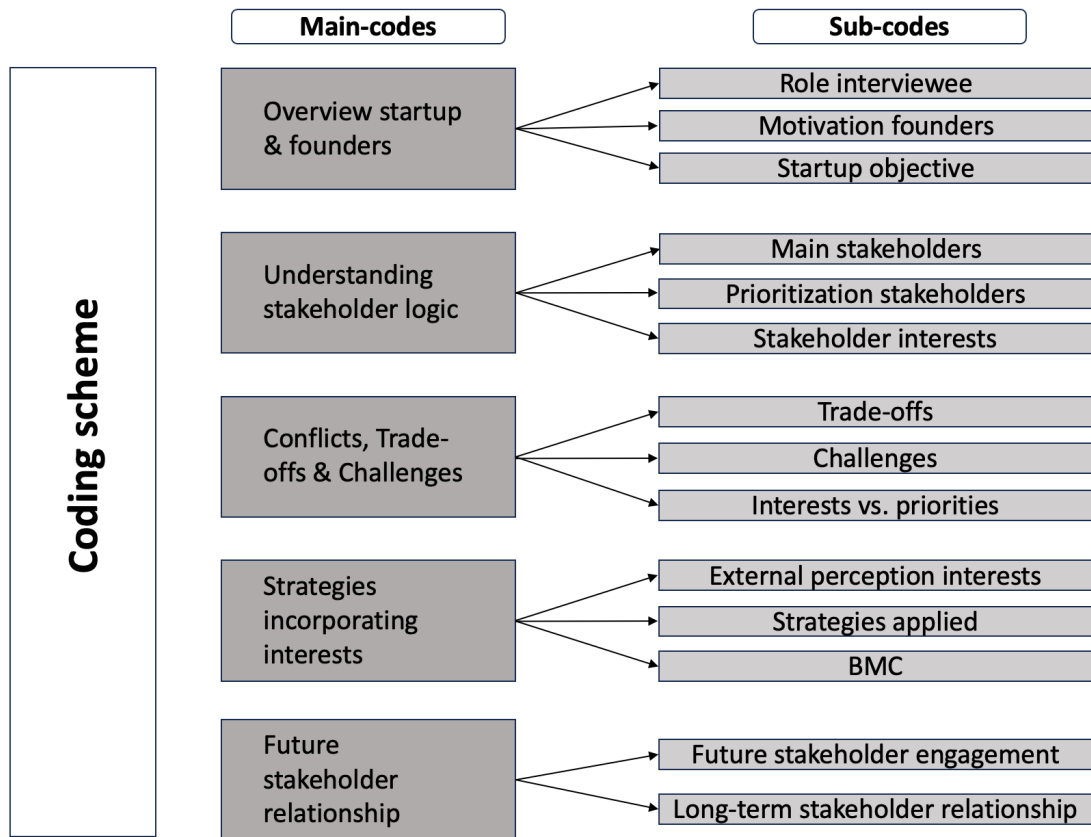 Main-codes
Sub-codes
Coding scheme
Overview startup
& founders
Role interviewee
Motivation founders
Startup objective
Understanding
stakeholder logic
Main stakeholders
Prioritization stakeholders
Stakeholder interests
Conflicts, Trade-
offs & Challenges
Trade-offs
Challenges
Interests vs. priorities
Strategies
incorporating
interests
External perception interests
Strategies applied
BMC
Future
stakeholder
relationship
Future stakeholder engagement
Long-term stakeholder relationship